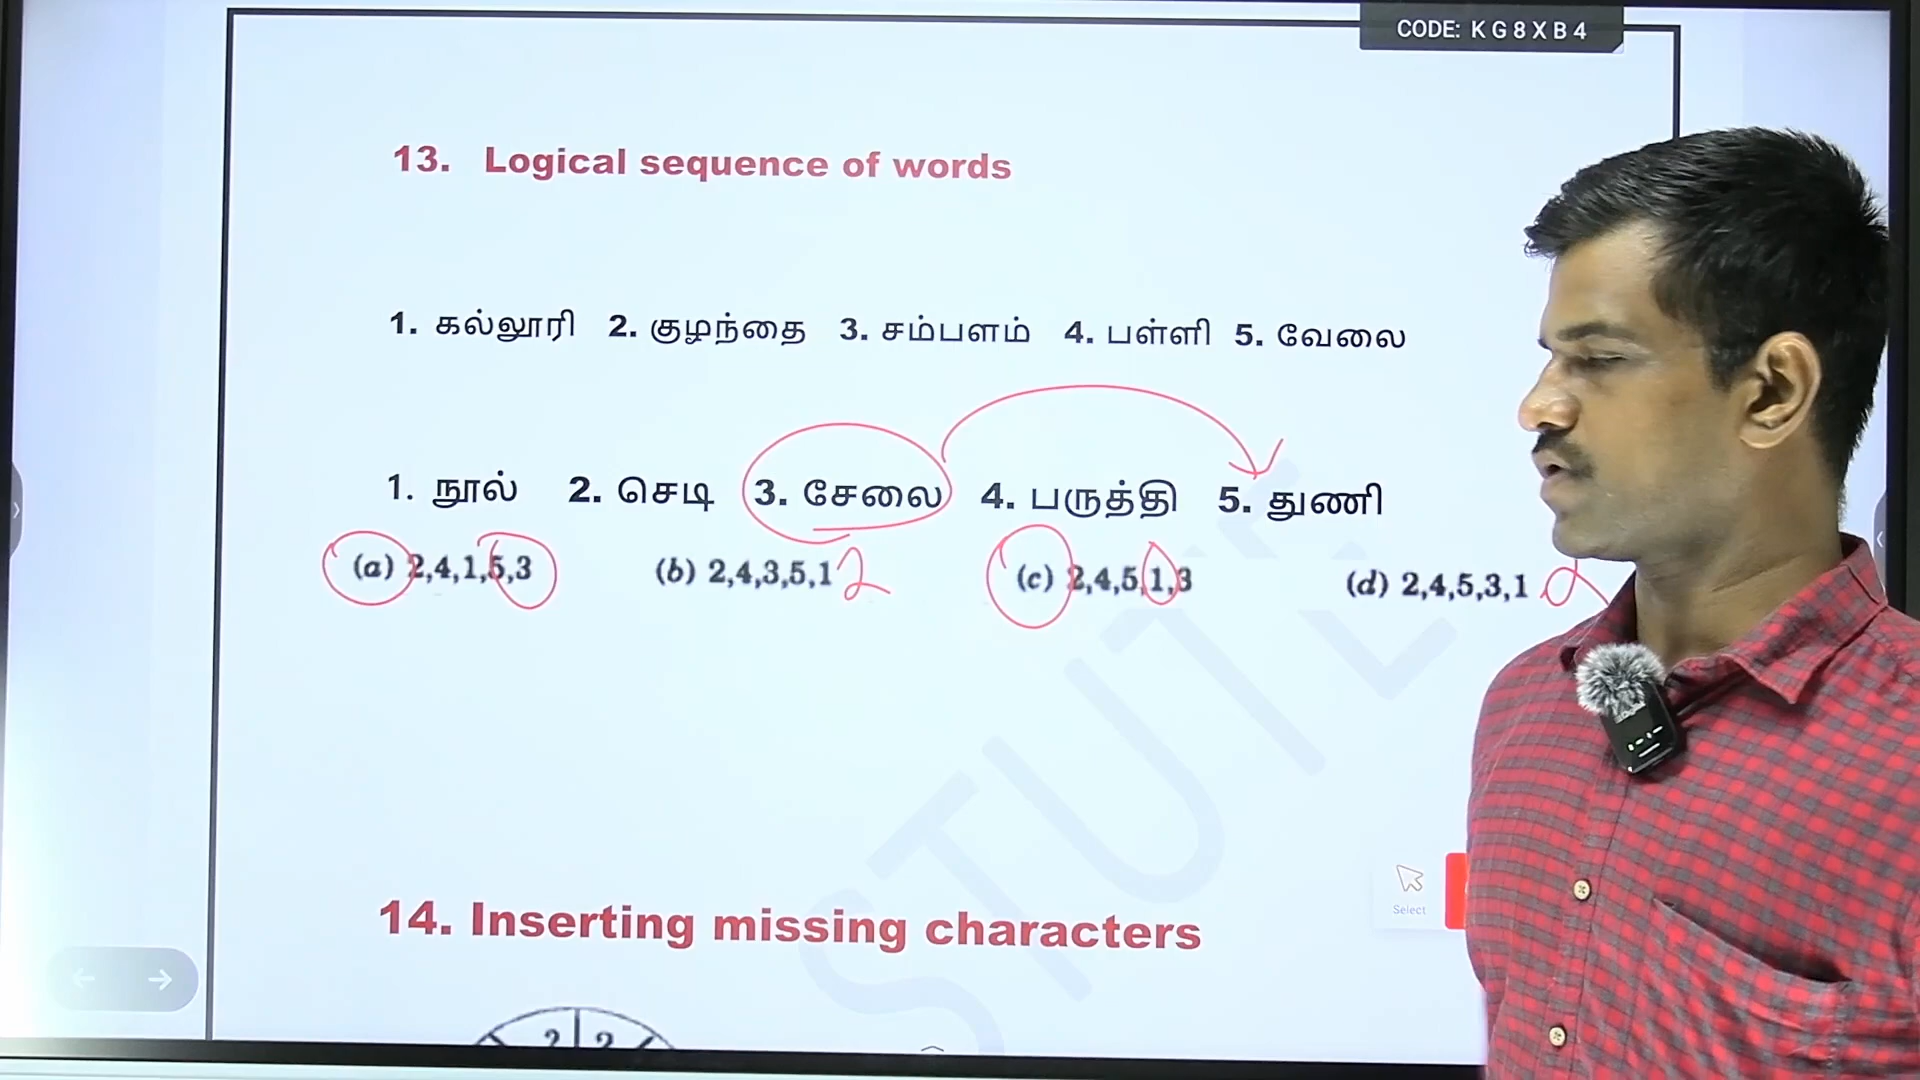 CODE: K G 8 X B 4
13. Logical sequence of words
1. கல்லூரி 2. குழந்தை 3. சம்பளம் 4. பள்ளி 5. வேலை
1. நூல் 2. செடி 3. சேலை 4. பருத்தி 5. துணி
(a) 2,4,1,5,3 (b) 2,4,3,5,1 (c) 2,4,5,1,3 (d) 2,4,5,3,1
Select
14. Inserting missing characters
2 2